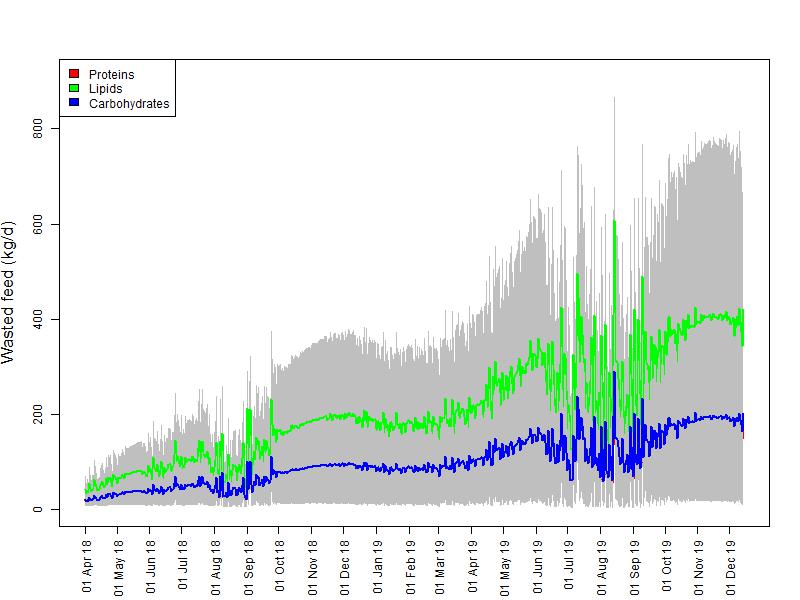 Proteins
Lipids
Carbohydrates
Wasted feed (kg/d)
800
600
400
200
0
01 Apr 18
01 May 18
01 Jun 18
01 Jul 18
01 Aug 18
01 Sep 18
01 Oct 18
01 Nov 18
01 Dec 18
01 Jan 19
01 Feb 19
01 Mar 19
01 Apr 19
01 May 19
01 Jun 19
01 Jul 19
01 Aug 19
01 Sep 19
01 Oct 19
01 Nov 19
01 Dec 19